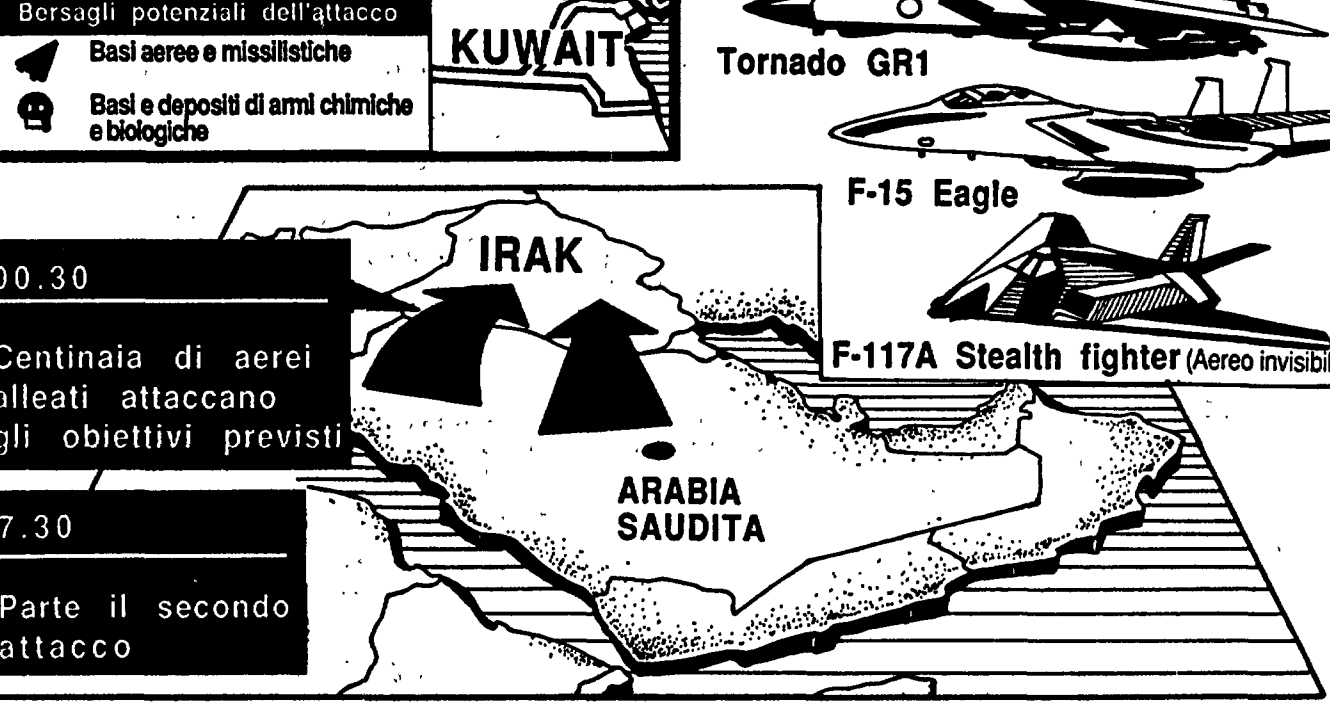 Bersagli potenziali dell'attacco
Basi aeree e missilistiche
Basi e depositi di armi chimiche
e biologiche
KUWAIT
Tornado GR1
F-15 Eagle
F-117A Stealth fighter (Aereo invisibil
IRAK
00.30
Centinaia di aerei
alleati attaccano
gli obiettivi previsti
ARABIA
SAUDITA
7.30
Parte il secondo
attacco